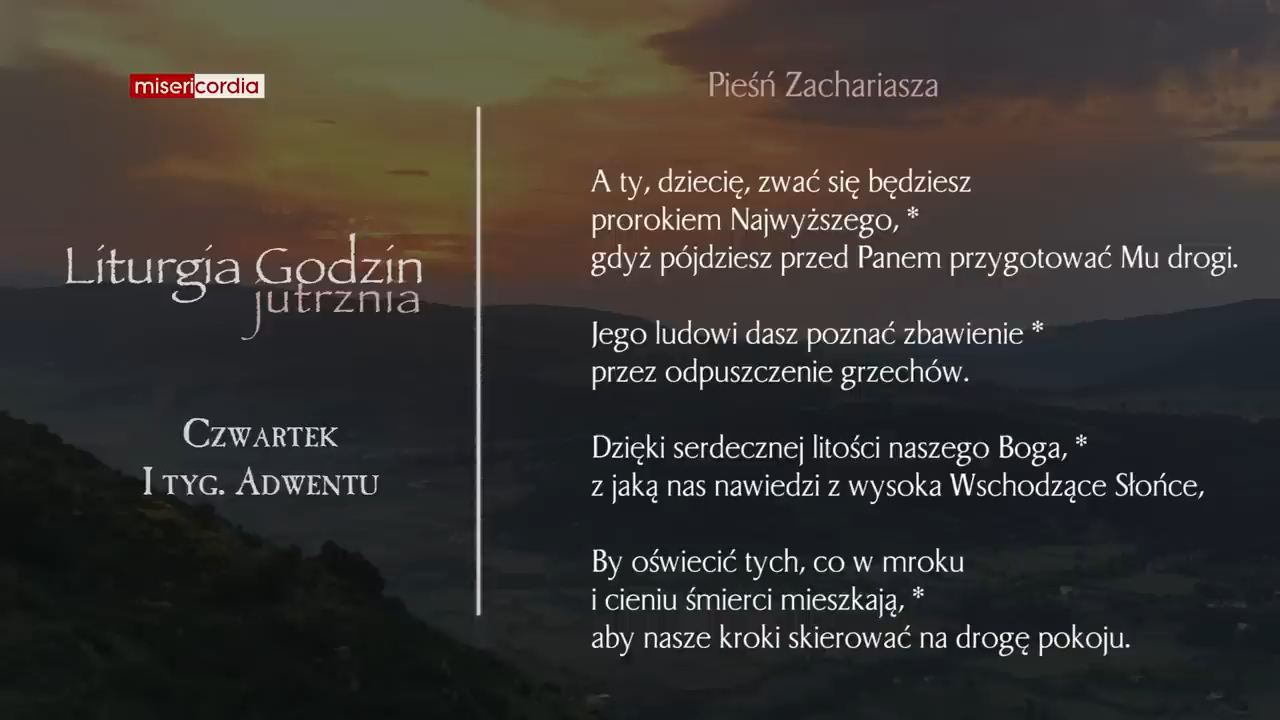 misericordia
Liturgia Godzin
jutrznia
Czwartek
I tyg. Adwentu
Pieśń Zachariasza
A ty, dziecię, zwać się będziesz
prorokiem Najwyższego, *
gdyż pójdziesz przed Panem przygotować Mu drogi.
Jego ludowi dasz poznać zbawienie *
przez odpuszczenie grzechów.
Dzięki serdecznej litości naszego Boga, *
z jaką nas nawiedzi z wysoka Wschodzące Słońce,
By oświecić tych, co w mroku
i cieniu śmierci mieszkają, *
aby nasze kroki skierować na drogę pokoju.